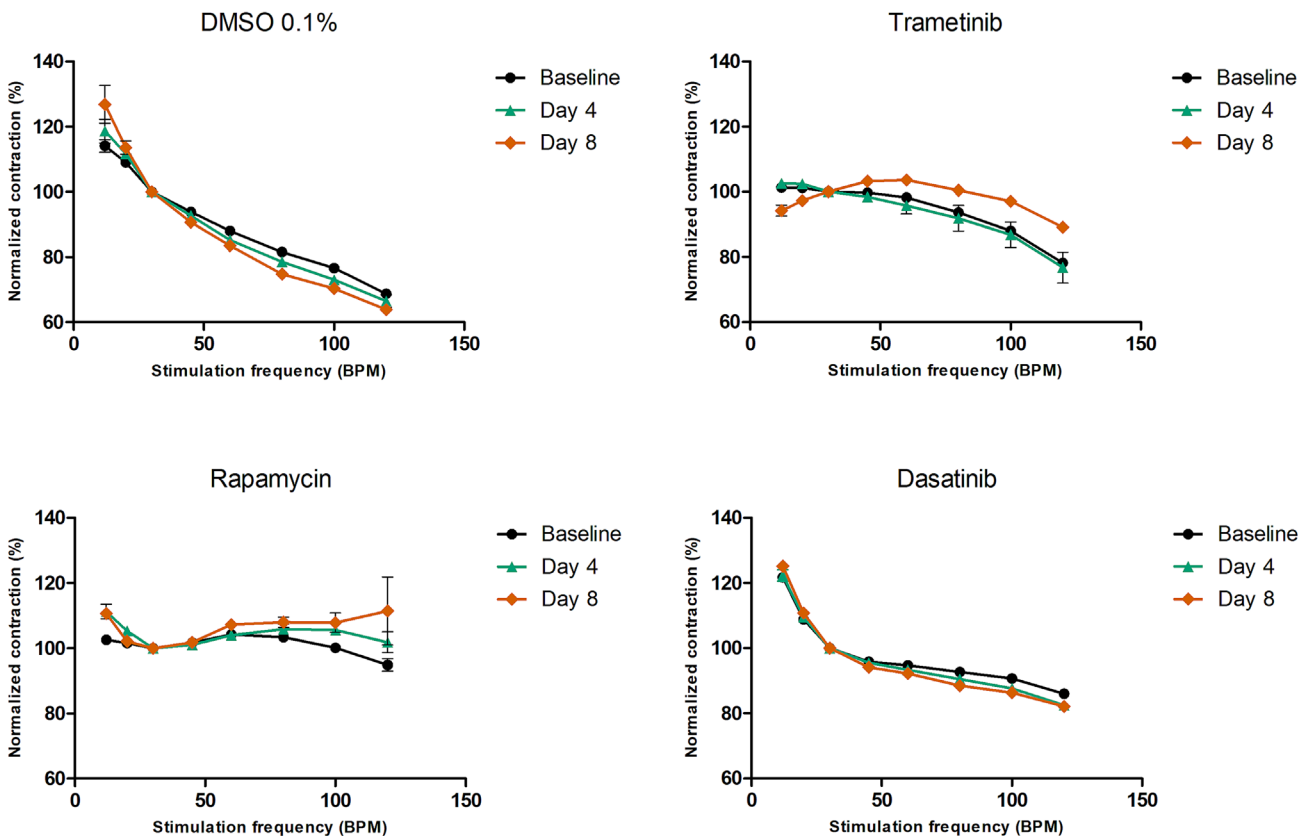 DMSO 0.1%
Normalized contraction (%)
140
120
100
80
60
0
50
100
150
Stimulation frequency (BPM)
Baseline
Day 4
Day 8
Trametinib
Normalized contraction (%)
140
120
100
80
60
0
50
100
150
Stimulation frequency (BPM)
Baseline
Day 4
Day 8
Rapamycin
Normalized contraction (%)
140
120
100
80
60
0
50
100
150
Stimulation frequency (BPM)
Baseline
Day 4
Day 8
Dasatinib
Normalized contraction (%)
140
120
100
80
60
0
50
100
150
Stimulation frequency (BPM)
Baseline
Day 4
Day 8